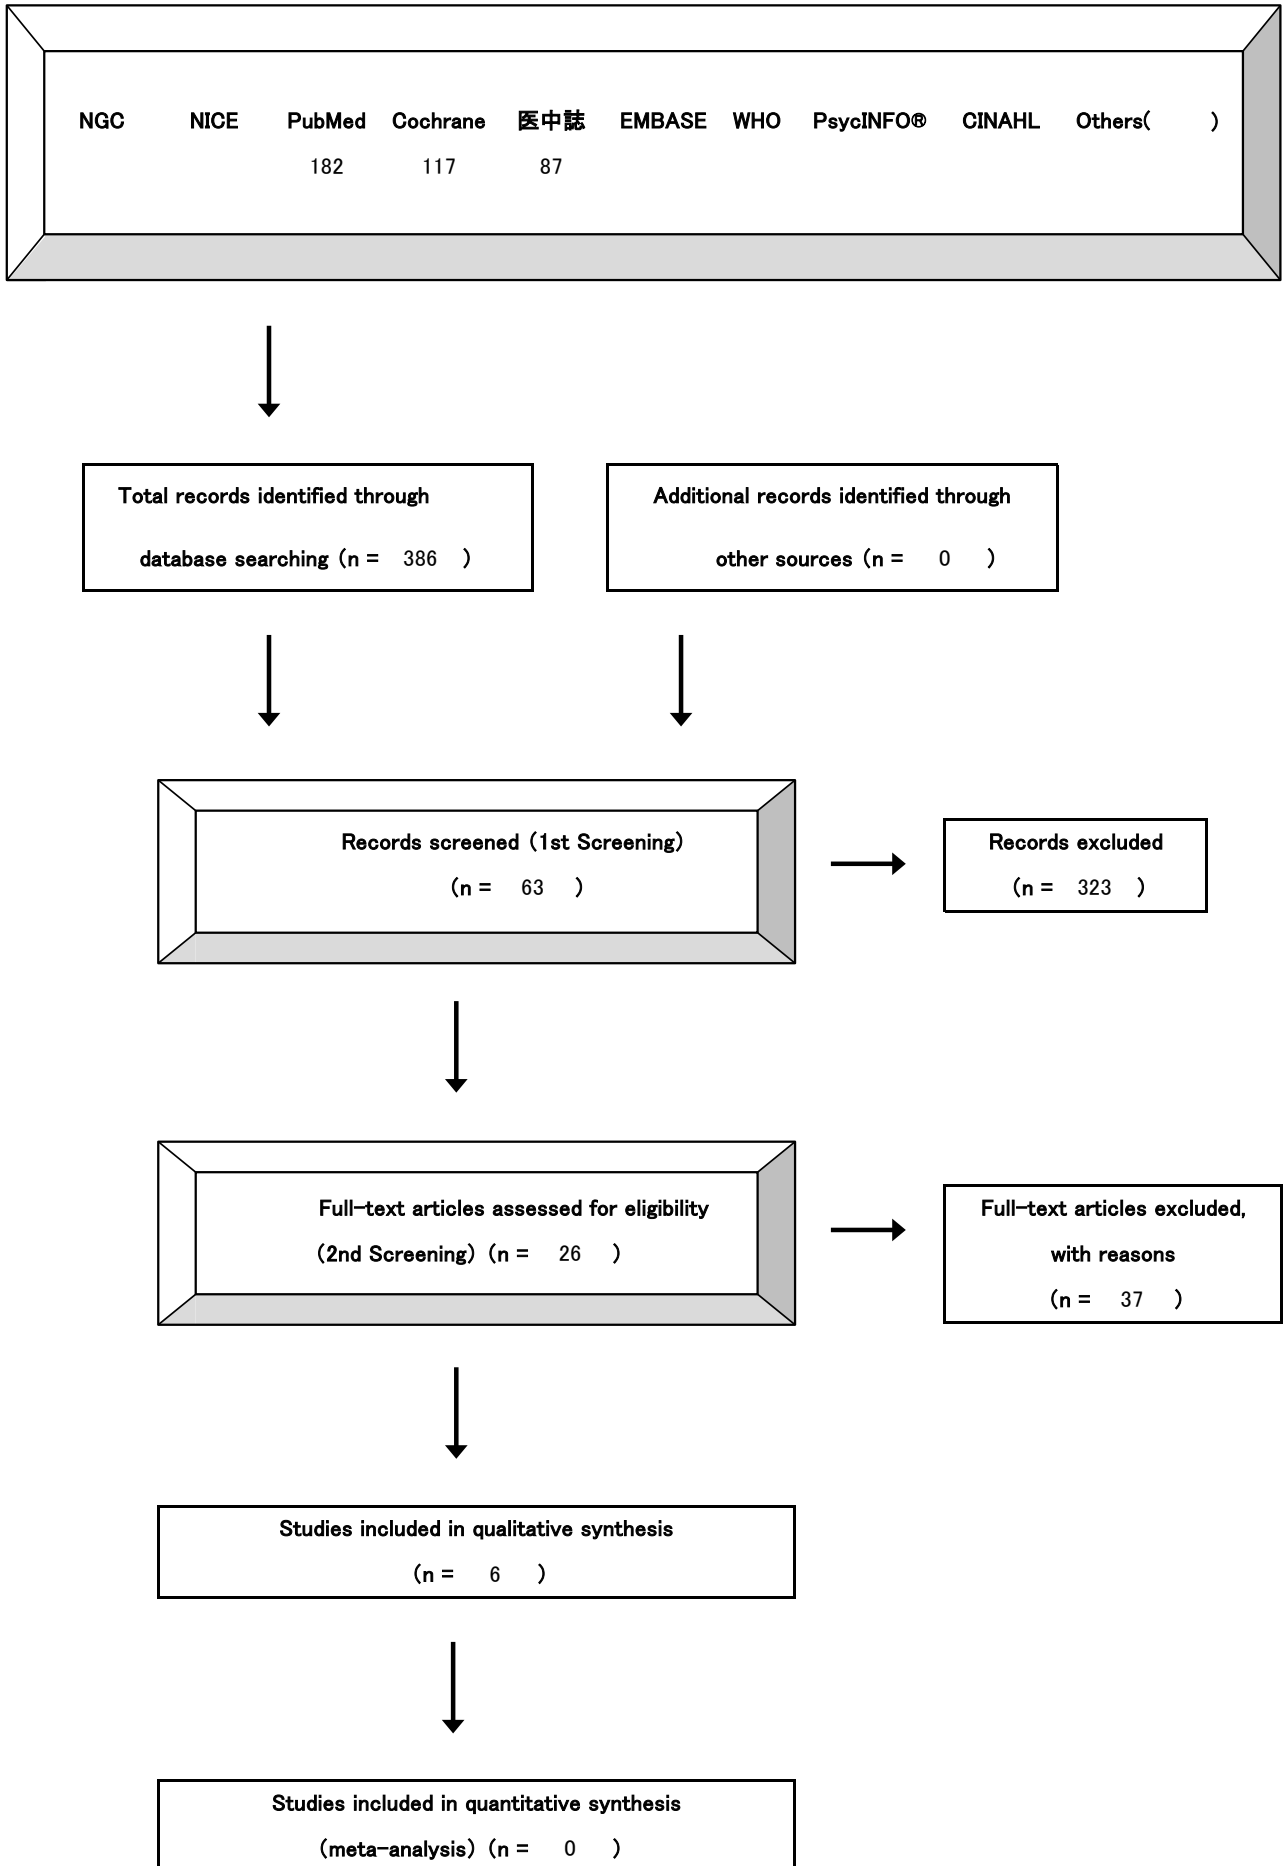 NGC NICE PubMed Cochrane 医中誌 EMBASE WHO PsycINFO® CINAHL Others( )
182 117 87
Total records identified through
database searching (n = 386 )
Additional records identified through
other sources (n = 0 )
Records screened (1st Screening)
(n = 63 )
Records excluded
(n = 323 )
Full-text articles assessed for eligibility
(2nd Screening) (n = 26 )
Full-text articles excluded,
with reasons
(n = 37 )
Studies included in qualitative synthesis
(n = 6 )
Studies included in quantitative synthesis
(meta-analysis) (n = 0 )